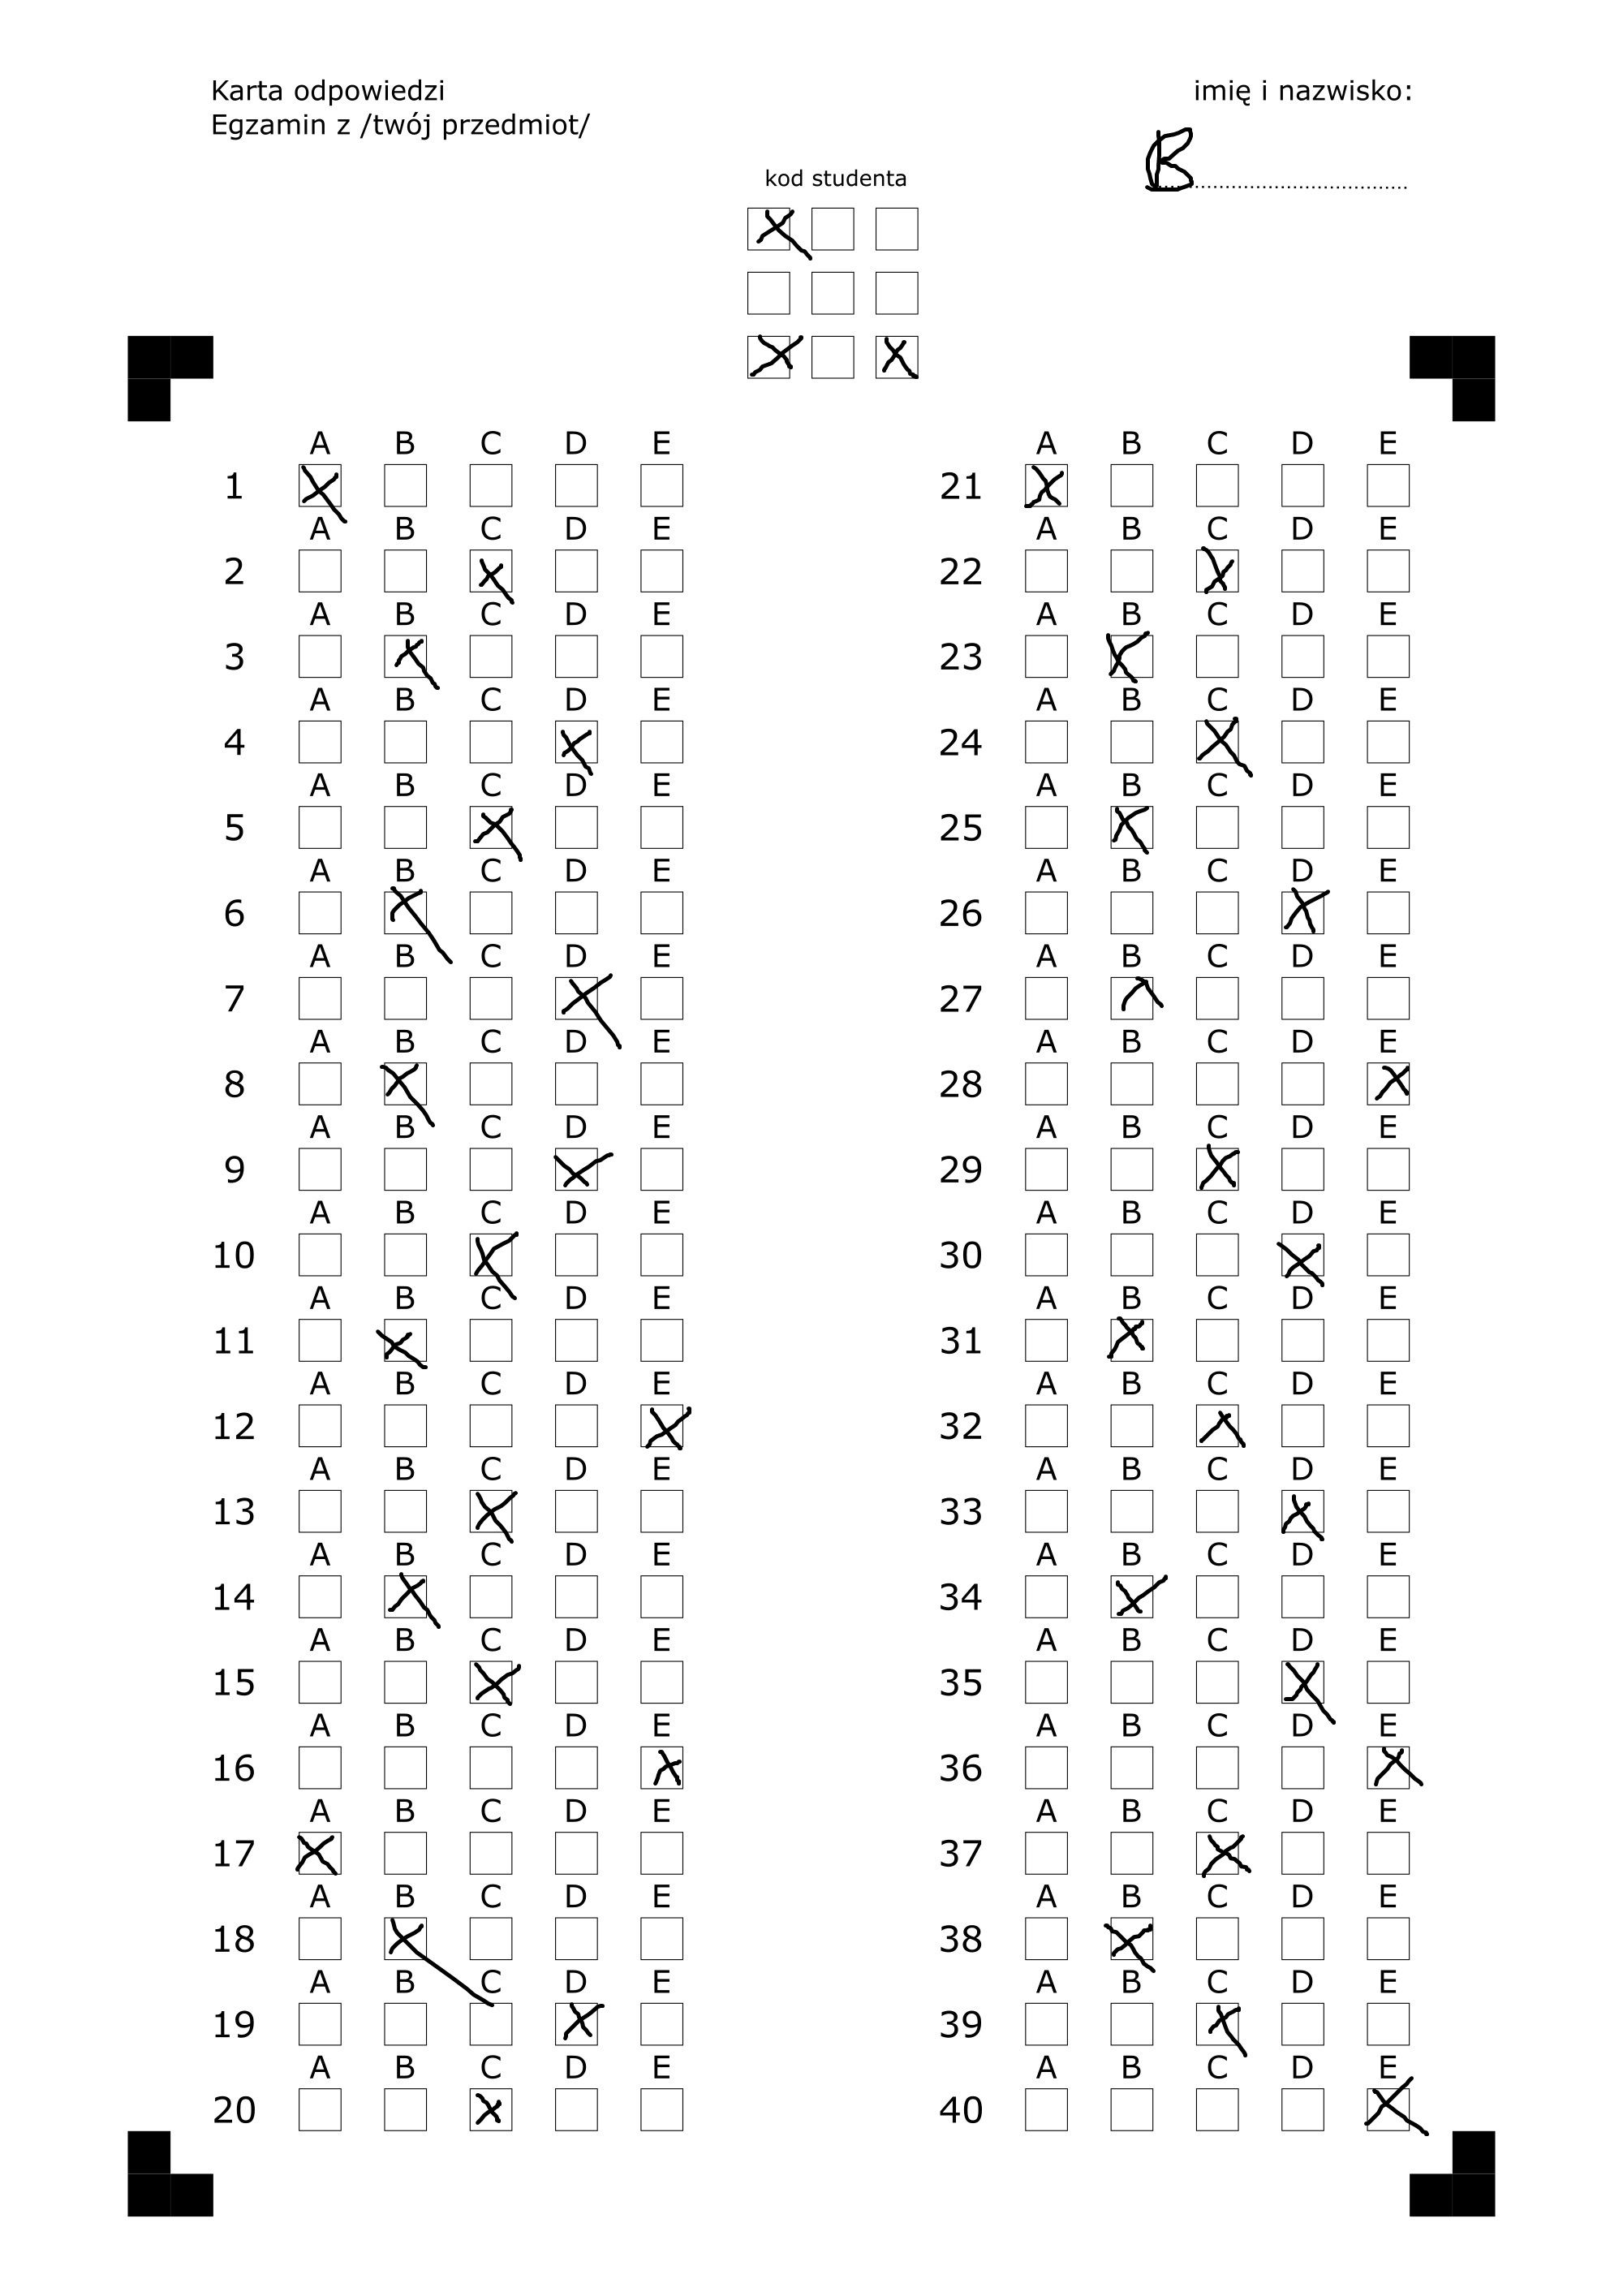 Karta odpowiedzi
Egzamin z /twój przedmiot/
imię i nazwisko:
B
kod studenta
A B C D E A B C D E
1 21
A B C D E A B C D E
2 22
A B C D E A B C D E
3 23
A B C D E A B C D E
4 24
A B C D E A B C D E
5 25
A B C D E A B C D E
6 26
A B C D E A B C D E
7 27
A B C D E A B C D E
8 28
A B C D E A B C D E
9 29
A B C D E A B C D E
10 30
A B C D E A B C D E
11 31
A B C D E A B C D E
12 32
A B C D E A B C D E
13 33
A B C D E A B C D E
14 34
A B C D E A B C D E
15 35
A B C D E A B C D E
16 36
A B C D E A B C D E
17 37
A B C D E A B C D E
18 38
A B C D E A B C D E
19 39
A B C D E A B C D E
20 40